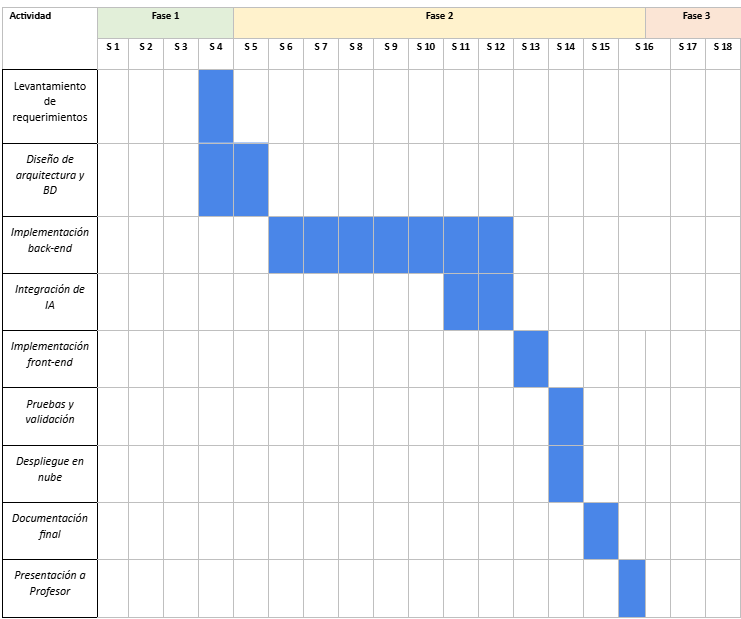 Actividad Fase 1 Fase 2 Fase 3
S 1 S 2 S 3 S 4 S 5 S 6 S 7 S 8 S 9 S 10 S 11 S 12 S 13 S 14 S 15 S 16 S 17 S 18
Levantamiento
de
requerimientos
Diseño de
arquitectura y
BD
Implementación
back-end
Integración de
IA
Implementación
front-end
Pruebas y
validación
Despliegue en
nube
Documentación
final
Presentación a
Profesor